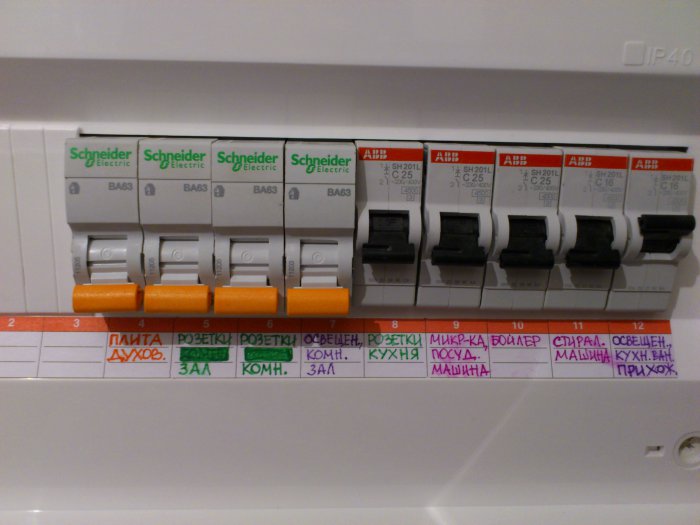 IP40
Schneider Electric Schneider Electric Schneider Electric Schneider Electric ABB ABB ABB ABB ABB
BA63 BA63 BA63 BA63
SH201L SH201L SH201L SH201L SH201L
C 25 C 25 C 25 C 16 C 16
2 3 4 5 6 7 8 9 10 11 12
ПЛИТА
ДУХОВ.
РОЗЕТКИ
ЗАЛ
РОЗЕТКИ
КОМН.
ОСВЕЩЕН.,
КОМН.
ЗАЛ
РОЗЕТКИ
КУХНЯ
МИКР-КА,
ПОСУД.
МАШИНА
БОЙЛЕР
СТИРАЛ.
МАШИНА
ОСВЕЩЕН.,
КУХН. ВАН.
ПРИХОЖ.